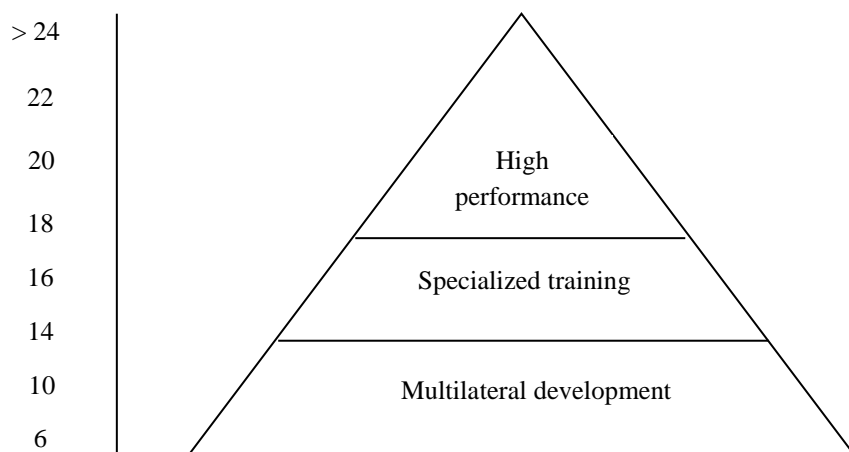 > 24
22
20
High
performance
18
16
Specialized training
14
10
Multilateral development
6